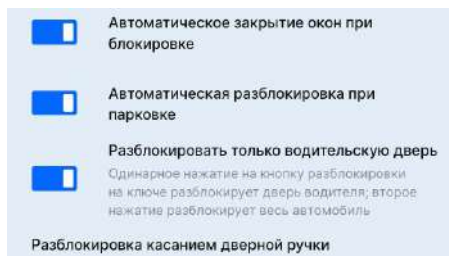 Автоматическое закрытие окон при
блокировке
Автоматическая разблокировка при
парковке
Разблокировать только водительскую дверь
Одинарное нажатие на кнопку разблокировки
на ключе разблокирует дверь водителя; второе
нажатие разблокирует весь автомобиль
Разблокировка касанием дверной ручки